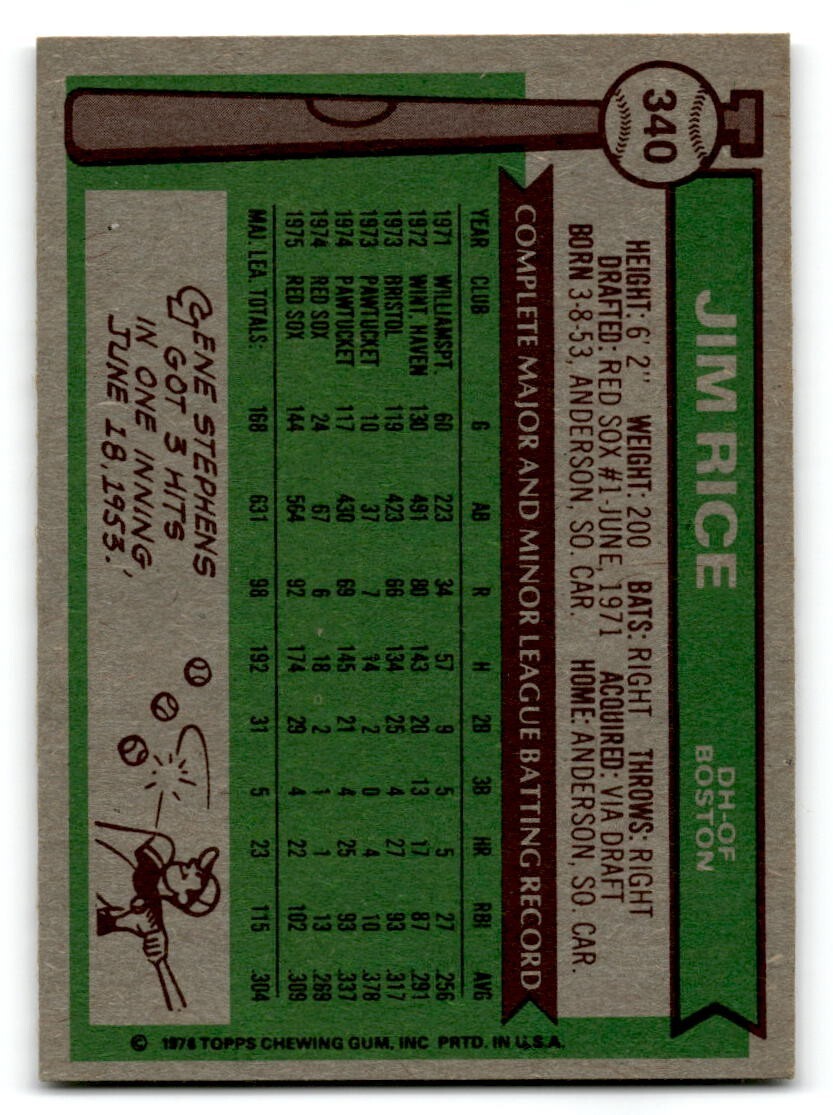 340
JIM RICE
DH-OF
BOSTON
HEIGHT: 6' 2" WEIGHT: 200 BATS: RIGHT THROWS: RIGHT
DRAFTED: RED SOX #1-JUNE, 1971 ACQUIRED: VIA DRAFT
BORN 3-8-53, ANDERSON, SO. CAR. HOME: ANDERSON, SO. CAR.
COMPLETE MAJOR AND MINOR LEAGUE BATTING RECORD
YEAR CLUB G AB R H 2B 3B HR RBI AVG
1971 WILLIAMSPT. 60 223 34 57 9 5 5 27 .256
1972 WINT. HAVEN 130 491 80 143 20 13 17 87 .291
1973 BRISTOL 119 423 66 134 25 4 27 93 .317
1973 PAWTUCKET 10 37 7 14 2 0 4 10 .378
1974 PAWTUCKET 117 430 69 145 21 4 25 93 .337
1974 RED SOX 24 67 6 18 2 1 1 13 .269
1975 RED SOX 144 564 92 174 29 4 22 102 .309
MAJ. LEA. TOTALS: 168 631 98 192 31 5 23 115 .304
GENE STEPHENS
GOT 3 HITS
IN ONE INNING,
JUNE 18, 1953.
© 1976 TOPPS CHEWING GUM, INC PRTD. IN U.S.A.